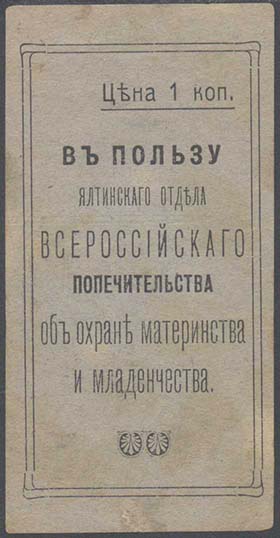 Цѣна 1 коп.
ВЪ ПОЛЬЗУ
ЯЛТИНСКАГО ОТДѢЛА
ВСЕРОССІЙСКАГО
ПОПЕЧИТЕЛЬСТВА
объ охранѣ материнства
и младенчества.